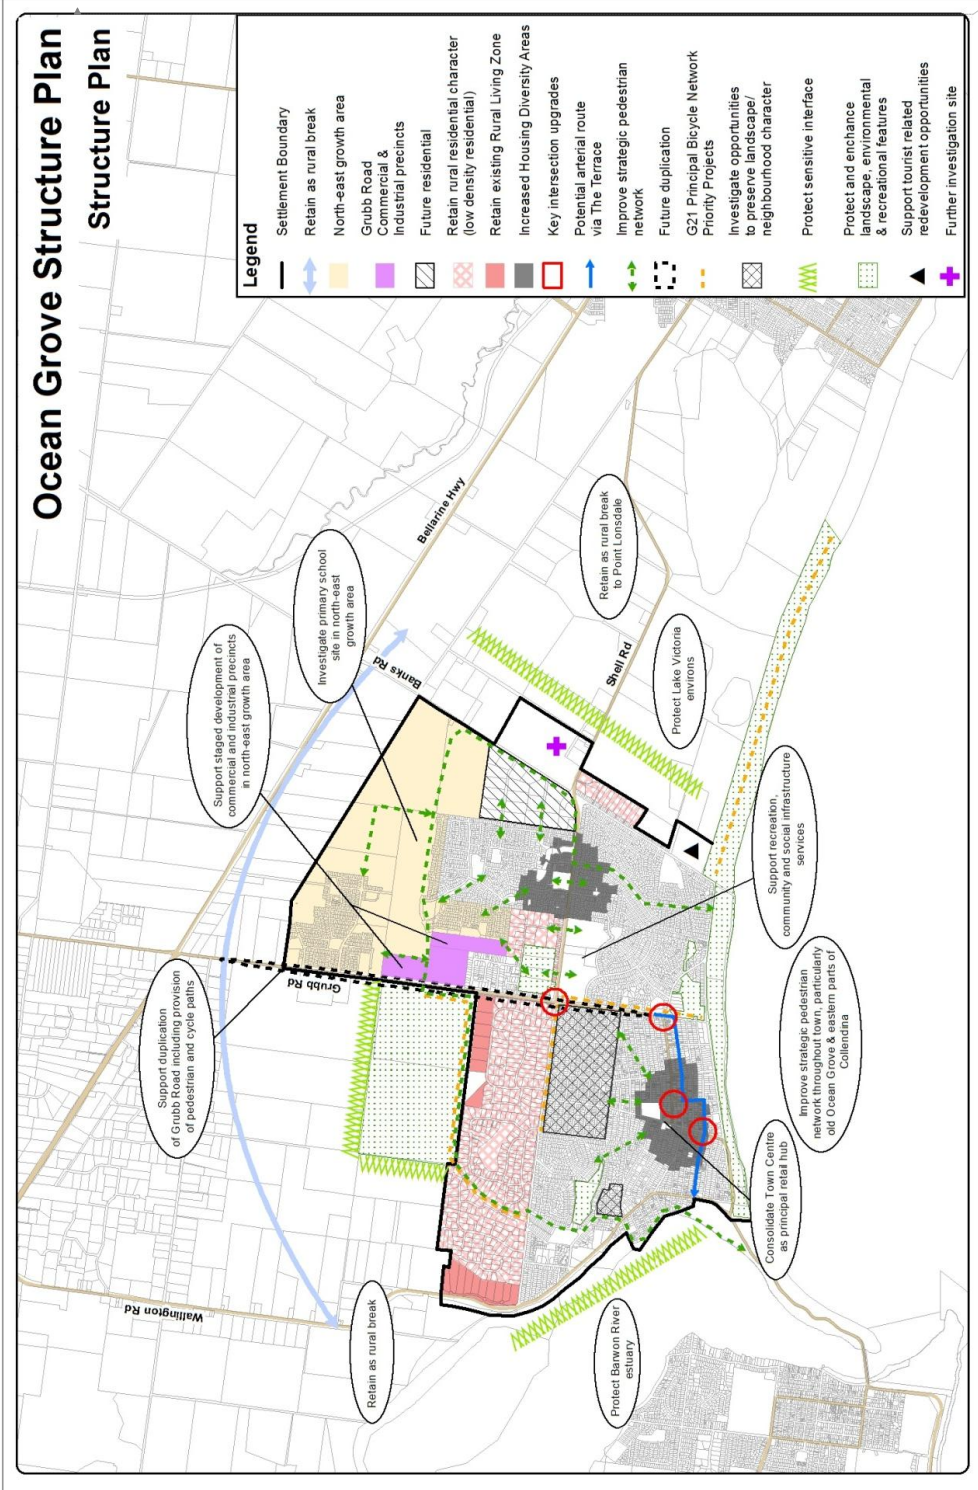 Ocean Grove Structure Plan
Structure Plan
Legend
Settlement Boundary
Retain as rural break
North-east growth area
Grubb Road
Commercial &
Industrial precincts
Future residential
Retain rural residential character
(low density residential)
Retain existing Rural Living Zone
Increased Housing Diversity Areas
Key intersection upgrades
Potential arterial route
via The Terrace
Improve strategic pedestrian
network
Future duplication
G21 Principal Bicycle Network
Priority Projects
Investigate opportunities
to preserve landscape/
neighbourhood character
Protect sensitive interface
Protect and enhance
landscape, environmental
& recreational features
Support tourist related
redevelopment opportunities
Further investigation site
Wallington Rd
Retain as rural break
Support duplication
of Grubb Road including provision
of pedestrian and cycle paths
Grubb Rd
Support staged development of
commercial and industrial precincts
in north-east growth area
Investigate primary school
site in north-east
growth area
Banks Rd
Bellarine Hwy
Retain as rural break
to Point Lonsdale
Shell Rd
Protect Lake Victoria
environs
Support recreation,
community and social infrastructure
services
Improve strategic pedestrian
network throughout town, particularly
old Ocean Grove & eastern parts of
Collendina
Consolidate Town Centre
as principal retail hub
Protect Barwon River
estuary